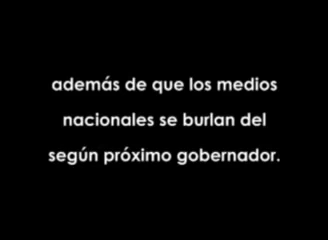 además de que los medios
nacionales se burlan del
según próximo gobernador.